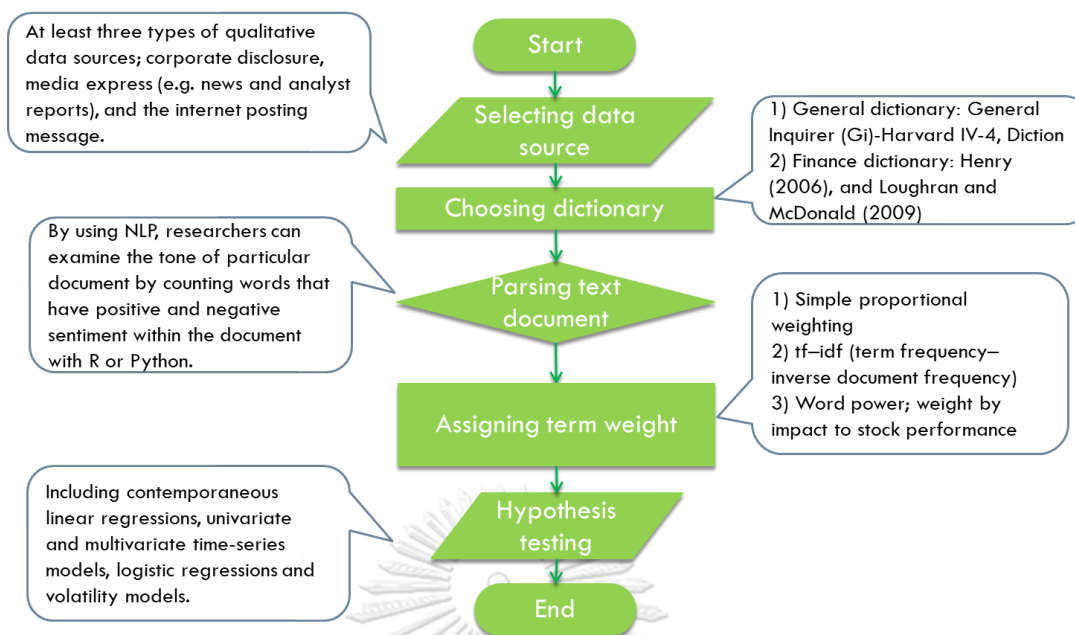 Start
At least three types of qualitative
data sources; corporate disclosure,
media express (e.g. news and analyst
reports), and the internet posting
message.
Selecting data
source
1) General dictionary: General
Inquirer (Gi)-Harvard IV-4, Diction
2) Finance dictionary: Henry
(2006), and Loughran and
McDonald (2009)
Choosing dictionary
By using NLP, researchers can
examine the tone of particular
document by counting words that
have positive and negative
sentiment within the document
with R or Python.
Parsing text
document
1) Simple proportional
weighting
2) tf–idf (term frequency–
inverse document frequency)
3) Word power; weight by
impact to stock performance
Assigning term weight
Including contemporaneous
linear regressions, univariate
and multivariate time-series
models, logistic regressions and
volatility models.
Hypothesis
testing
End